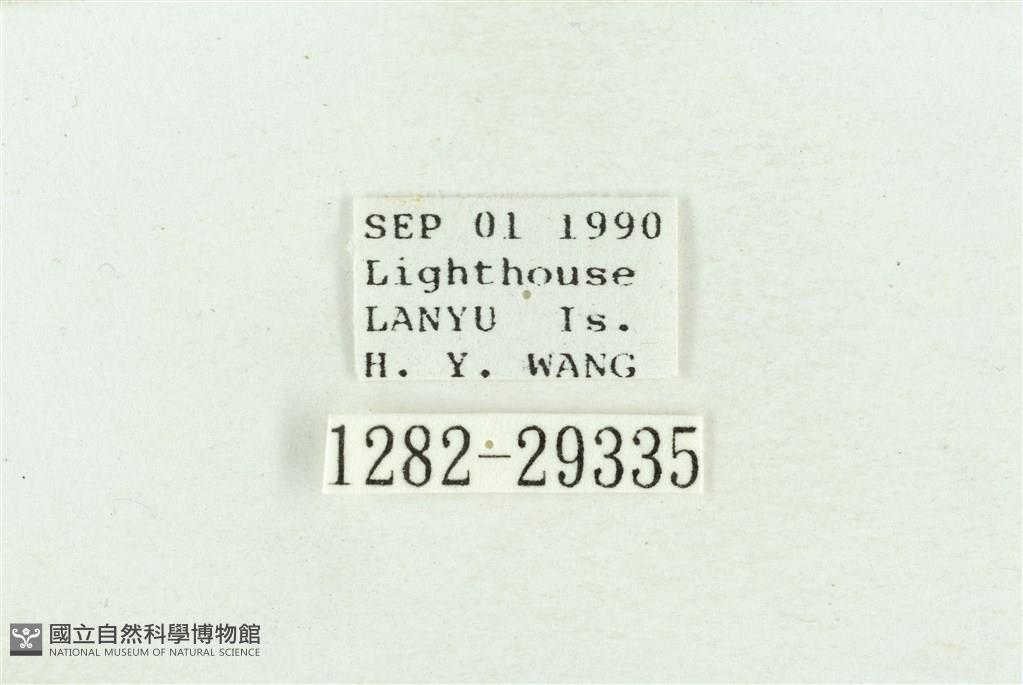 SEP 01 1990
Lighthouse
LANYU Is.
H. Y. WANG
1282-29335
國立自然科學博物館
NATIONAL MUSEUM OF NATURAL SCIENCE